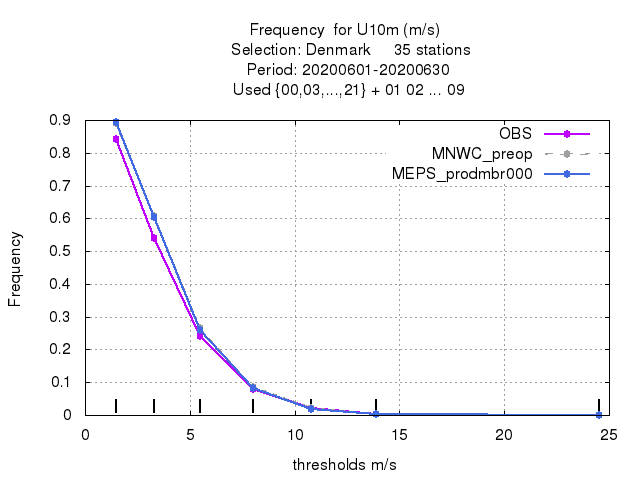 Frequency  for U10m (m/s)
Selection: Denmark     35 stations
Period: 20200601-20200630
Used {00,03,...,21} + 01 02 ... 09
OBS
MNWC_preop
MEPS_prodmbr000
Frequency
0.9
0.8
0.7
0.6
0.5
0.4
0.3
0.2
0.1
0
0 5 10 15 20 25
thresholds m/s